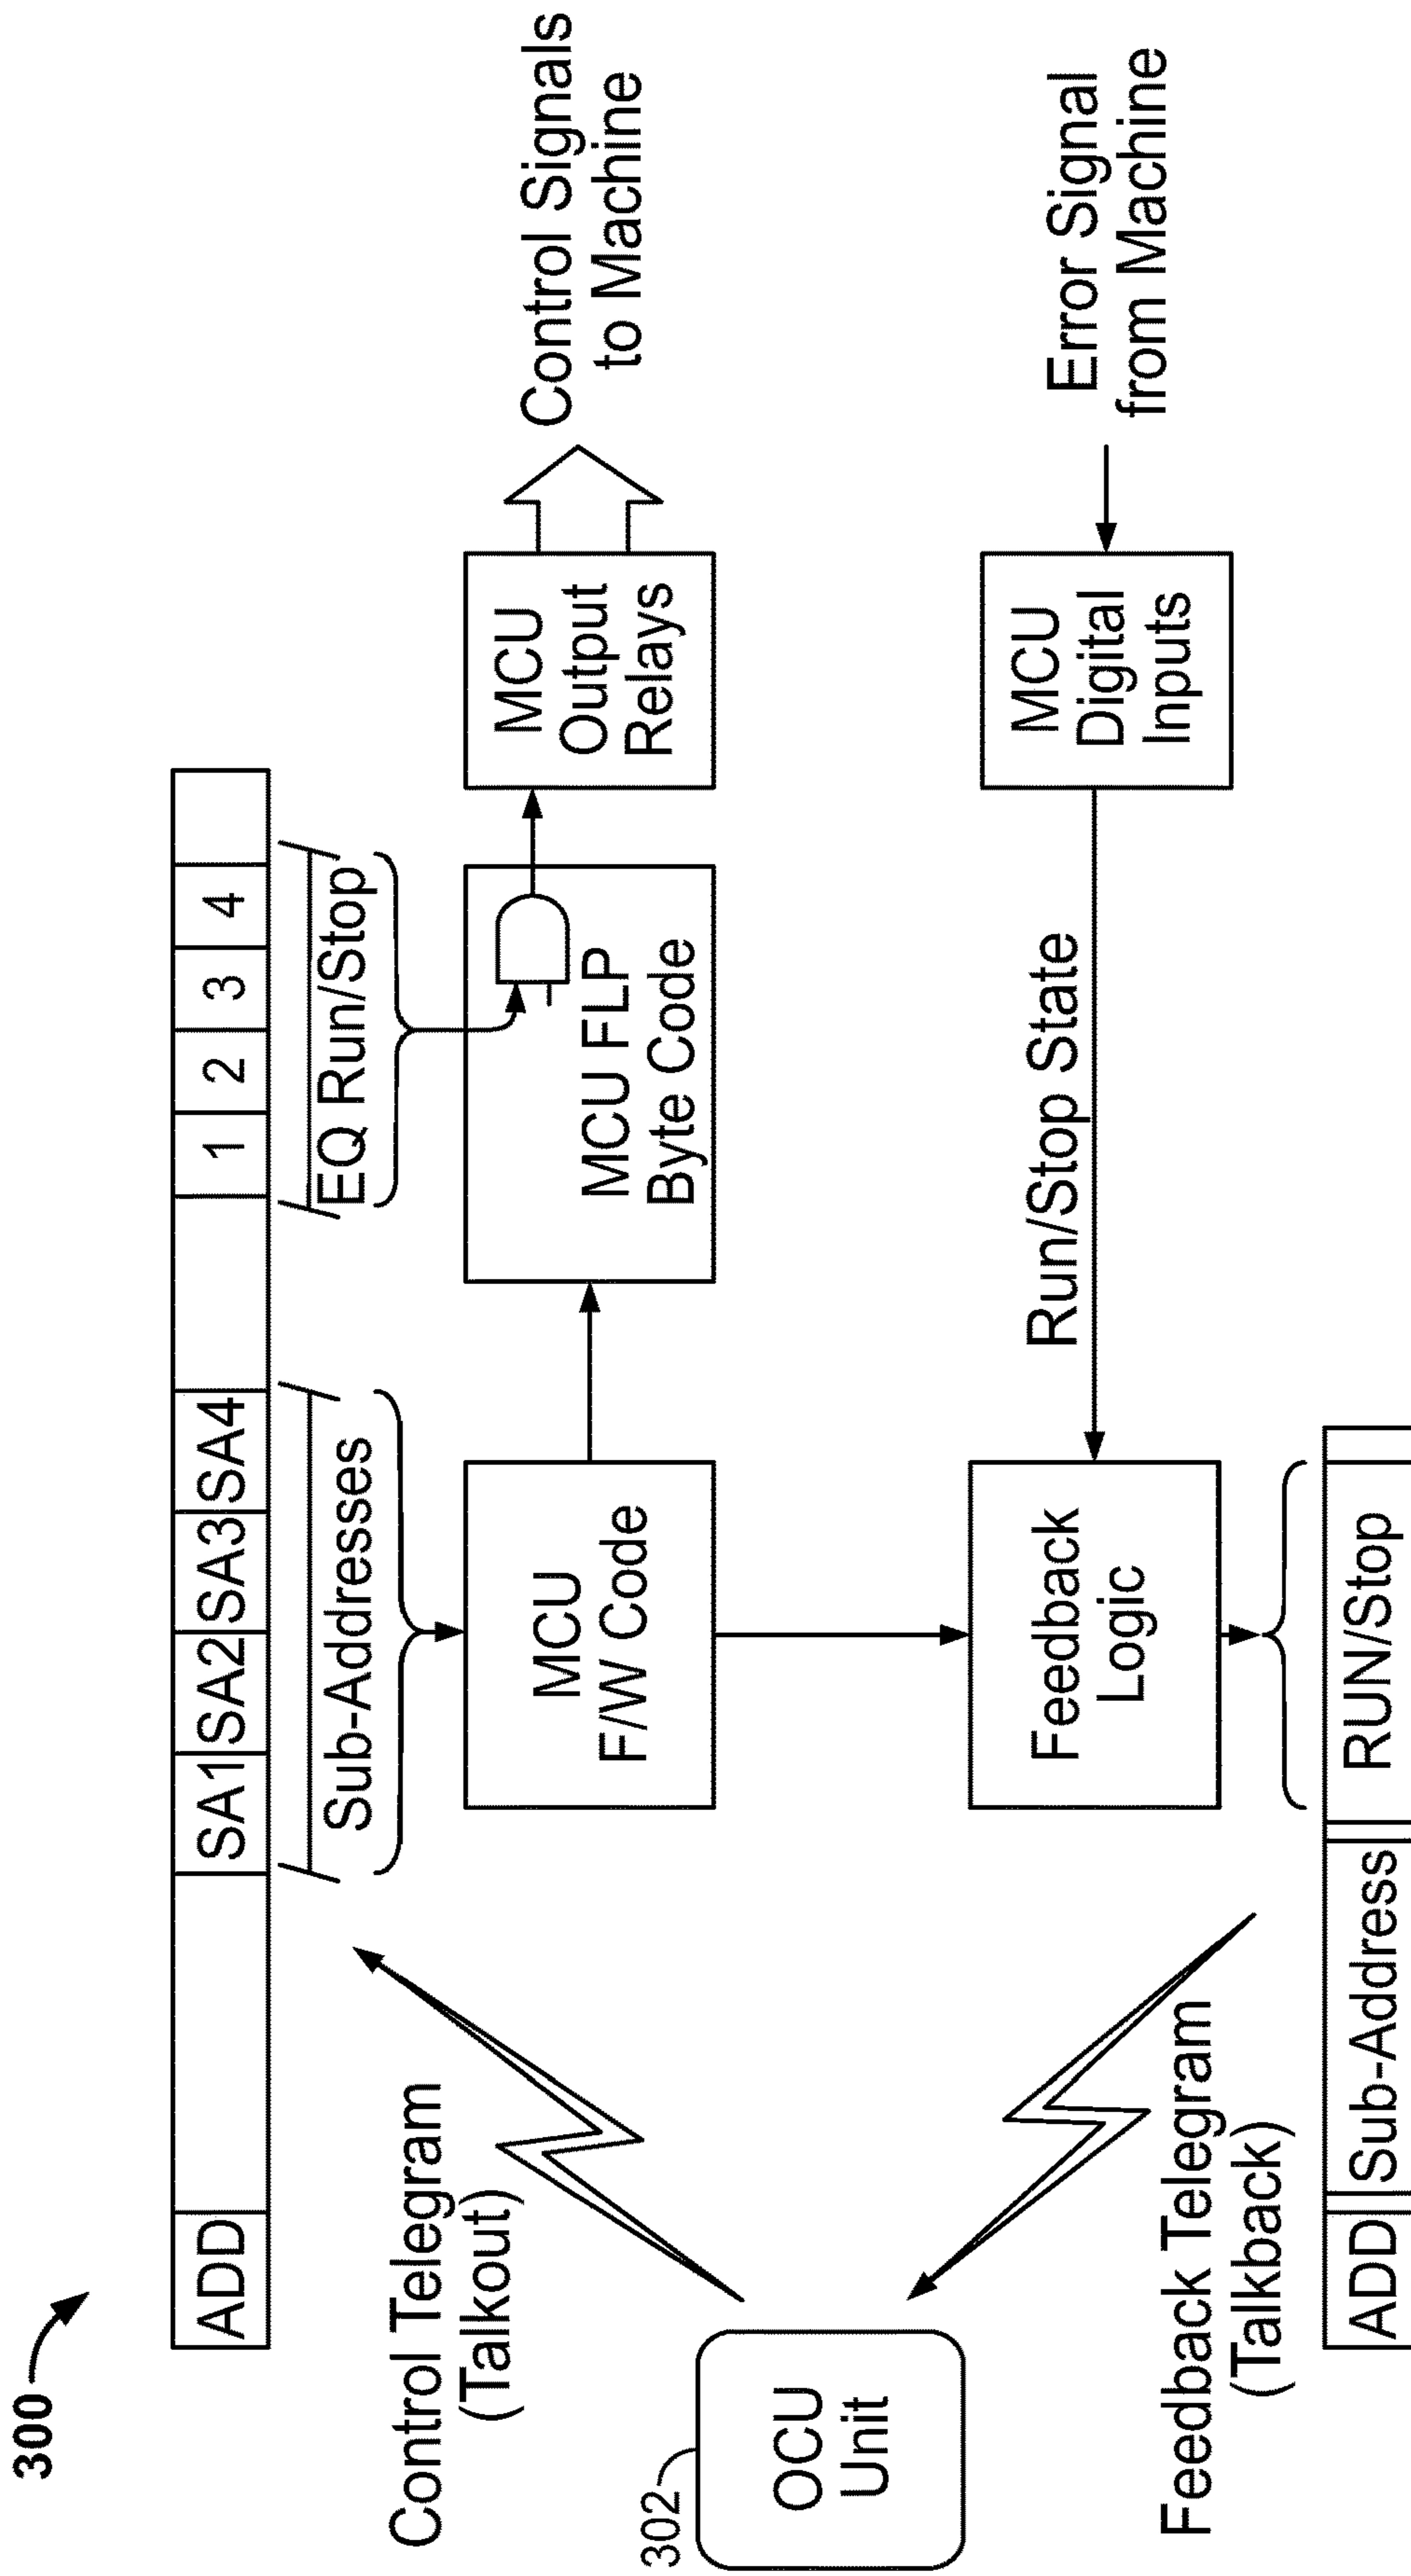 300
ADD SA1 SA2 SA3 SA4 1 2 3 4
Sub-Addresses
EQ Run/Stop
Control Telegram
(Talkout)
MCU
F/W Code
MCU FLP
Byte Code
MCU
Output
Relays
Control Signals
to Machine
302
OCU
Unit
Feedback
Logic
Run/Stop State
MCU
Digital
Inputs
Error Signal
from Machine
Feedback Telegram
(Talkback)
ADD Sub-Address RUN/Stop